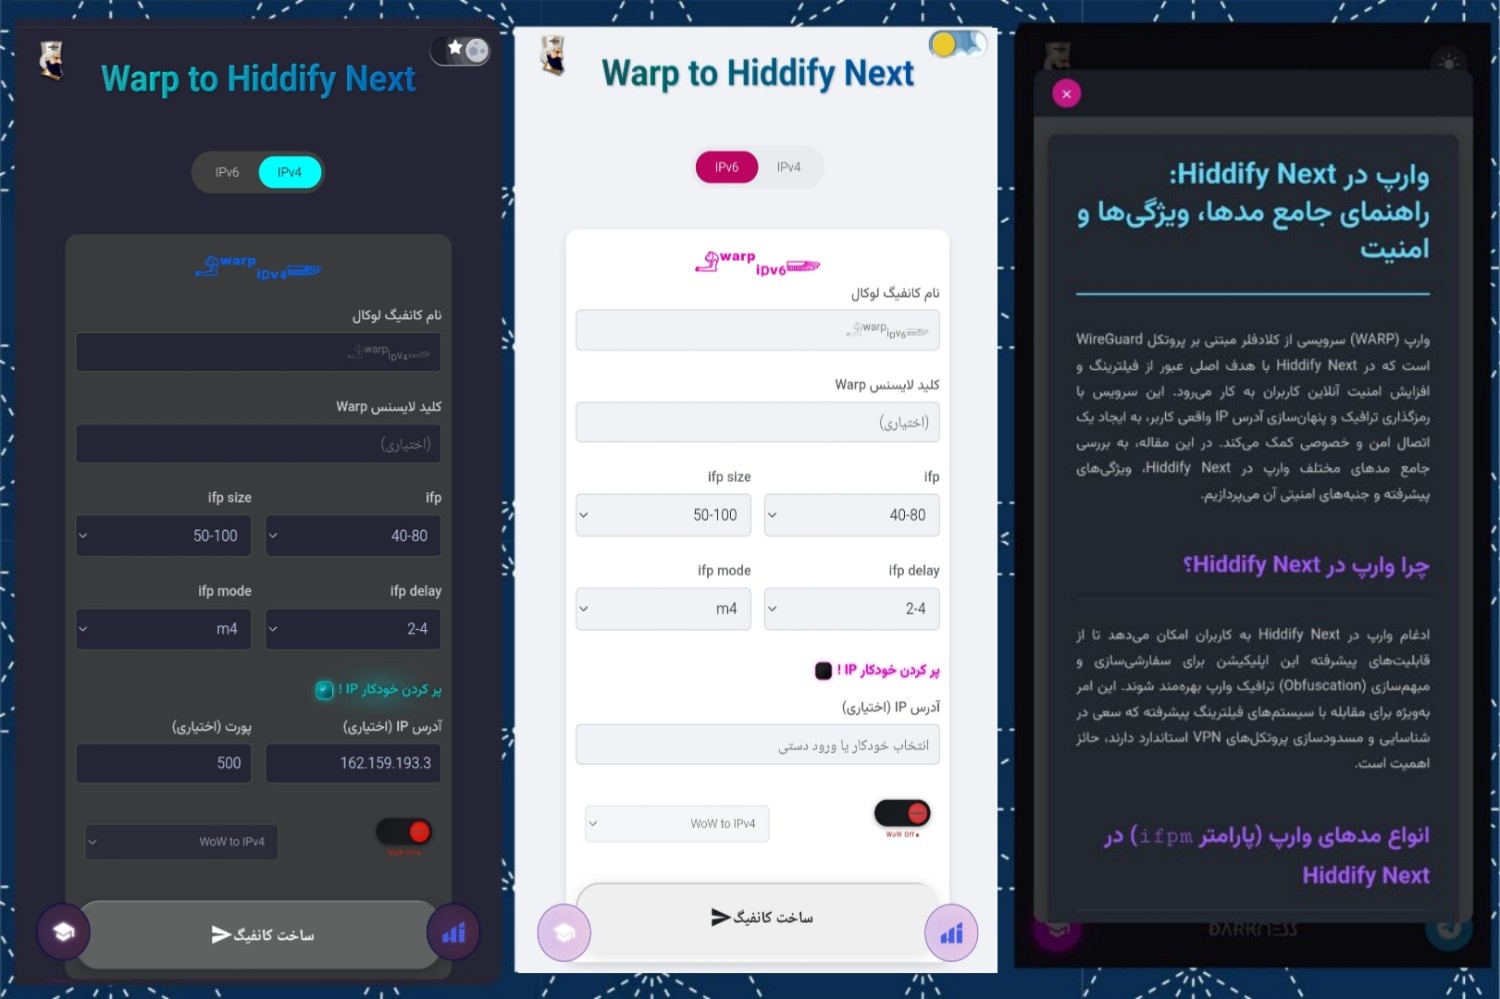 Warp to Hiddify Next
IPv6 IPv4
warp
ipv4
نام کانفیگ لوکال
warp
ipv4
کلید لایسنس Warp
(اختیاری)
ifp
ifp size
40-80
50-100
ifp delay
ifp mode
2-4
m4
پر کردن خودکار IP !
آدرس IP (اختیاری)
پورت (اختیاری)
162.159.193.3
500
WoW Off
WoW to IPv4
ساخت کانفیگ
Warp to Hiddify Next
IPv6 IPv4
warp
ipv6
نام کانفیگ لوکال
warp
ipv6
کلید لایسنس Warp
(اختیاری)
ifp
ifp size
40-80
50-100
ifp delay
ifp mode
2-4
m4
پر کردن خودکار IP !
آدرس IP (اختیاری)
انتخاب خودکار یا ورود دستی
WoW Off
WoW to IPv4
ساخت کانفیگ
وارپ در Hiddify Next:
راهنمای جامع مدها، ویژگی‌ها و
امنیت
وارپ (WARP) سرویسی از کلادفلر مبتنی بر پروتکل WireGuard
است که در Hiddify Next با هدف اصلی عبور از فیلترینگ و
افزایش امنیت آنلاین کاربران به کار می‌رود. این سرویس با
رمزگذاری ترافیک و پنهان‌سازی آدرس IP واقعی کاربر، به ایجاد یک
اتصال امن و خصوصی کمک می‌کند. در این مقاله، به بررسی
جامع مدهای مختلف وارپ در Hiddify Next، ویژگی‌های
پیشرفته و جنبه‌های امنیتی آن می‌پردازیم.
چرا وارپ در Hiddify Next؟
ادغام وارپ در Hiddify Next به کاربران امکان می‌دهد تا از
قابلیت‌های پیشرفته این اپلیکیشن برای سفارشی‌سازی و
مبهم‌سازی (Obfuscation) ترافیک وارپ بهره‌مند شوند. این امر
به‌ویژه برای مقابله با سیستم‌های فیلترینگ پیشرفته که سعی در
شناسایی و مسدودسازی پروتکل‌های VPN استاندارد دارند، حائز
اهمیت است.
انواع مدهای وارپ (پارامتر ifpm) در
Hiddify Next
DARKNESS